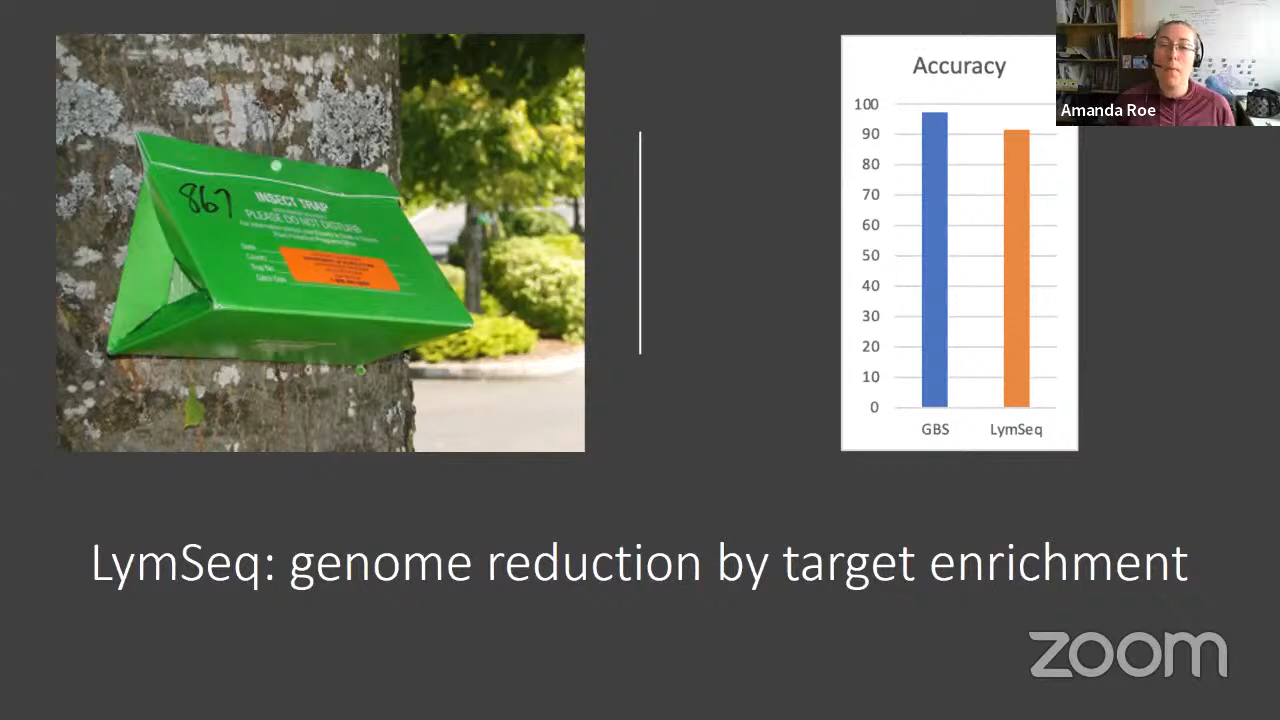 867
INSECT TRAP
PLEASE DO NOT DISTURB
Accuracy
100
90
80
70
60
50
40
30
20
10
0
GBS
LymSeq
Amanda Roe
LymSeq: genome reduction by target enrichment
zoom